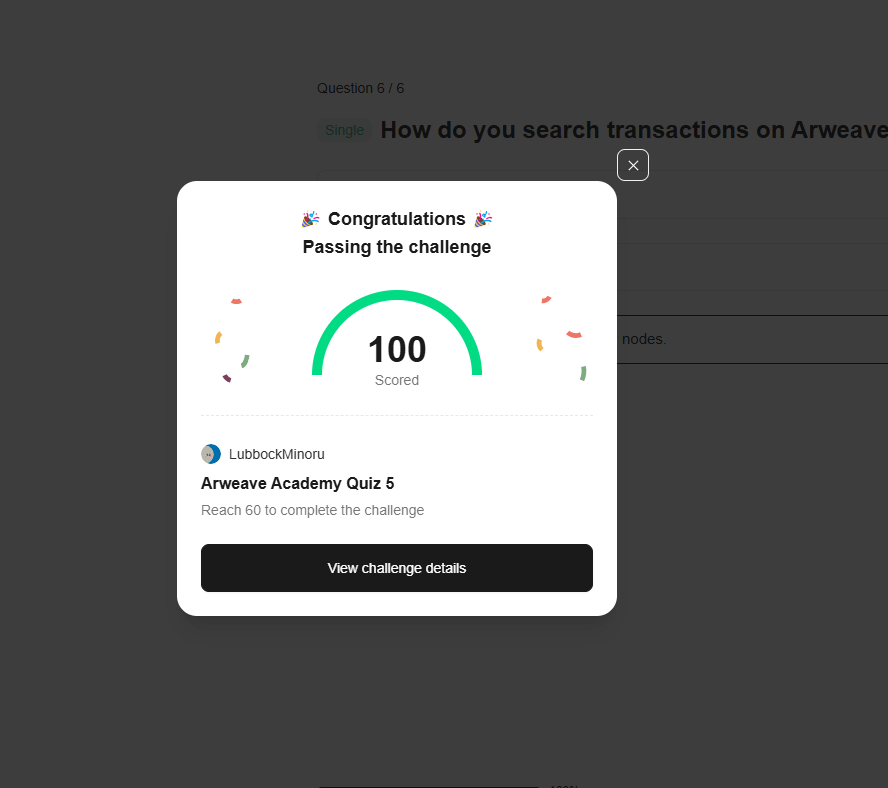 Question 6 / 6
Single How do you search transactions on Arweave
nodes.
🎉 Congratulations 🎉
Passing the challenge
100
Scored
LubbockMinoru
Arweave Academy Quiz 5
Reach 60 to complete the challenge
View challenge details